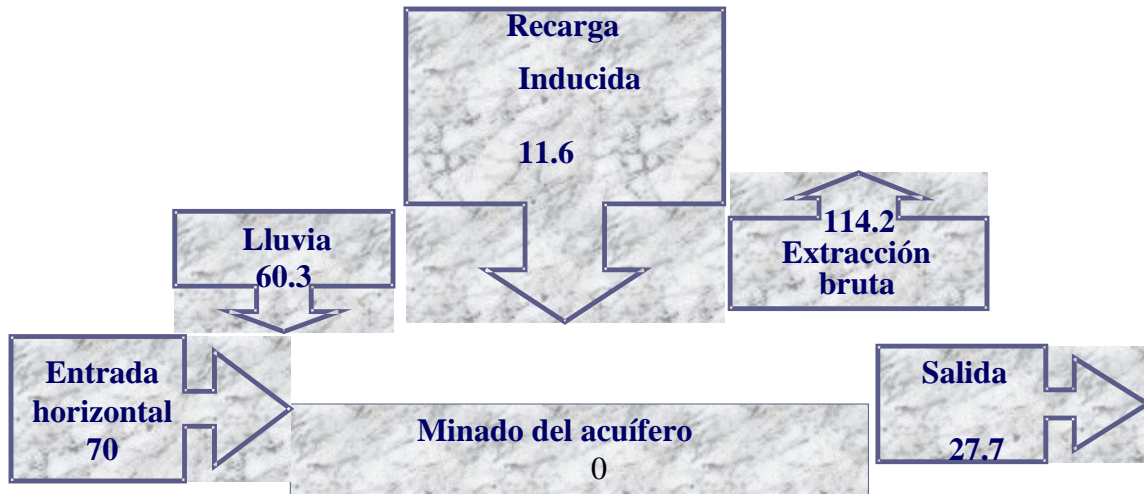 Recarga
Inducida
11.6
Lluvia
60.3
114.2
Extracción
bruta
Entrada
horizontal
70
Salida
27.7
Minado del acuífero
0